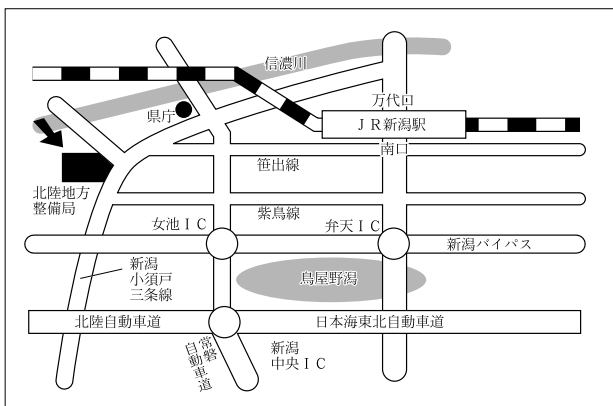 信濃川
万代口
県庁
ＪＲ新潟駅
南口
笹出線
北陸地方
整備局
紫鳥線
女池ＩＣ
弁天ＩＣ
新潟バイパス
新潟
小須戸
三条線
鳥屋野潟
北陸自動車道
日本海東北自動車道
常磐
自動車道
新潟
中央ＩＣ